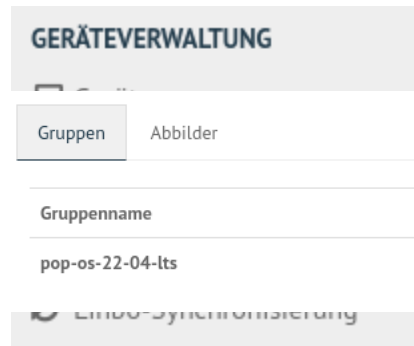 GERÄTEVERWALTUNG
Gruppen Abbilder
Gruppenname
pop-os-22-04-lts